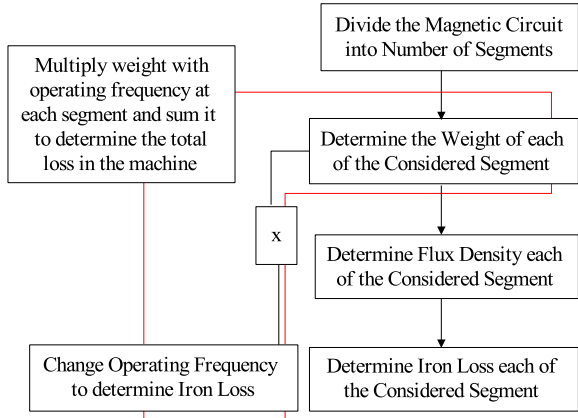 Divide the Magnetic Circuit
into Number of Segments
Multiply weight with
operating frequency at
each segment and sum it
to determine the total
loss in the machine
Determine the Weight of each
of the Considered Segment
x
Determine Flux Density each
of the Considered Segment
Change Operating Frequency
to determine Iron Loss
Determine Iron Loss each of
the Considered Segment